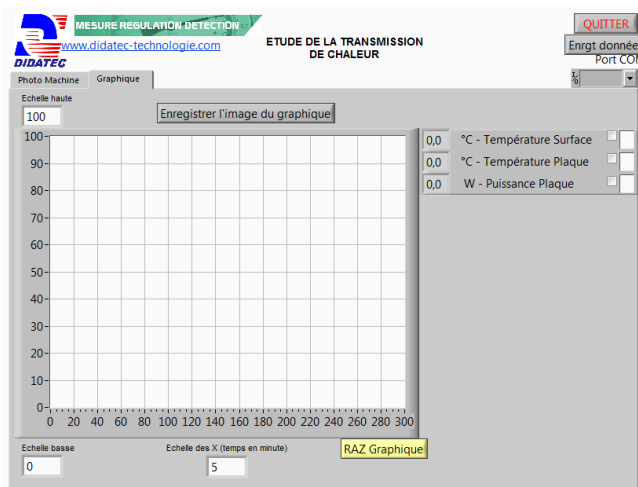 MESURE REGULATION DETECTION
QUITTER
www.didatec-technologie.com
ETUDE DE LA TRANSMISSION
DE CHALEUR
Enrgt donnée
DIDATEC
Port CO
Photo Machine
Graphique
Echelle haute
100
Enregistrer l'image du graphique
0,0 °C - Température Surface
0,0 °C - Température Plaque
0,0 W - Puissance Plaque
100
90
80
70
60
50
40
30
20
10
0
0 20 40 60 80 100 120 140 160 180 200 220 240 260 280 300
Echelle basse
Echelle des X (temps en minute)
RAZ Graphique
0
5